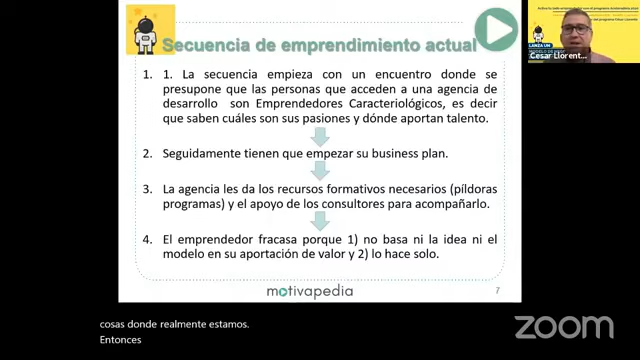 Secuencia de emprendimiento actual
1. 1. La secuencia empieza con un encuentro donde se
presupone que las personas que acceden a una agencia de
desarrollo son Emprendedores Caracteriológicos, es decir
que saben cuáles son sus pasiones y dónde aportan talento.
2. Seguidamente tienen que empezar su business plan.
3. La agencia les da los recursos formativos necesarios (píldoras
programas) y el apoyo de los consultores para acompañarlo.
4. El emprendedor fracasa porque 1) no basa ni la idea ni el
modelo en su aportación de valor y 2) lo hace solo.
motivapedia
7
LANZA UN
Cesar Llorent...
cosas donde realmente estamos.
Entonces
zoom